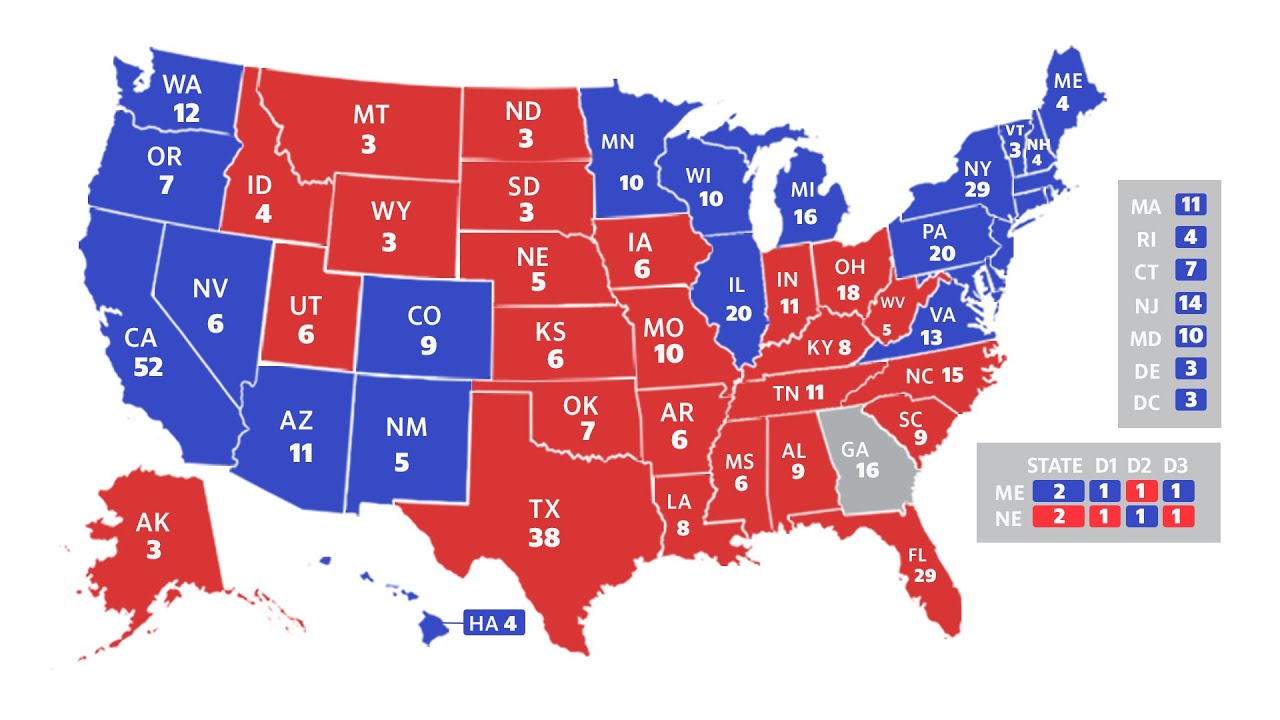 WA
12
OR
7
CA
52
NV
6
ID
4
MT
3
WY
3
UT
6
CO
9
AZ
11
NM
5
ND
3
SD
3
NE
5
KS
6
OK
7
TX
38
MN
10
IA
6
MO
10
AR
6
LA
8
WI
10
IL
20
MI
16
IN
11
OH
18
KY 8
TN 11
MS
6
AL
9
GA
16
FL
29
SC
9
NC 15
WV
5
VA
13
PA
20
NY
29
VT
3
NH
4
ME
4
AK
3
HA 4
MA 11
RI 4
CT 7
NJ 14
MD 10
DE 3
DC 3
STATE D1 D2 D3
ME 2 1 1 1
NE 2 1 1 1